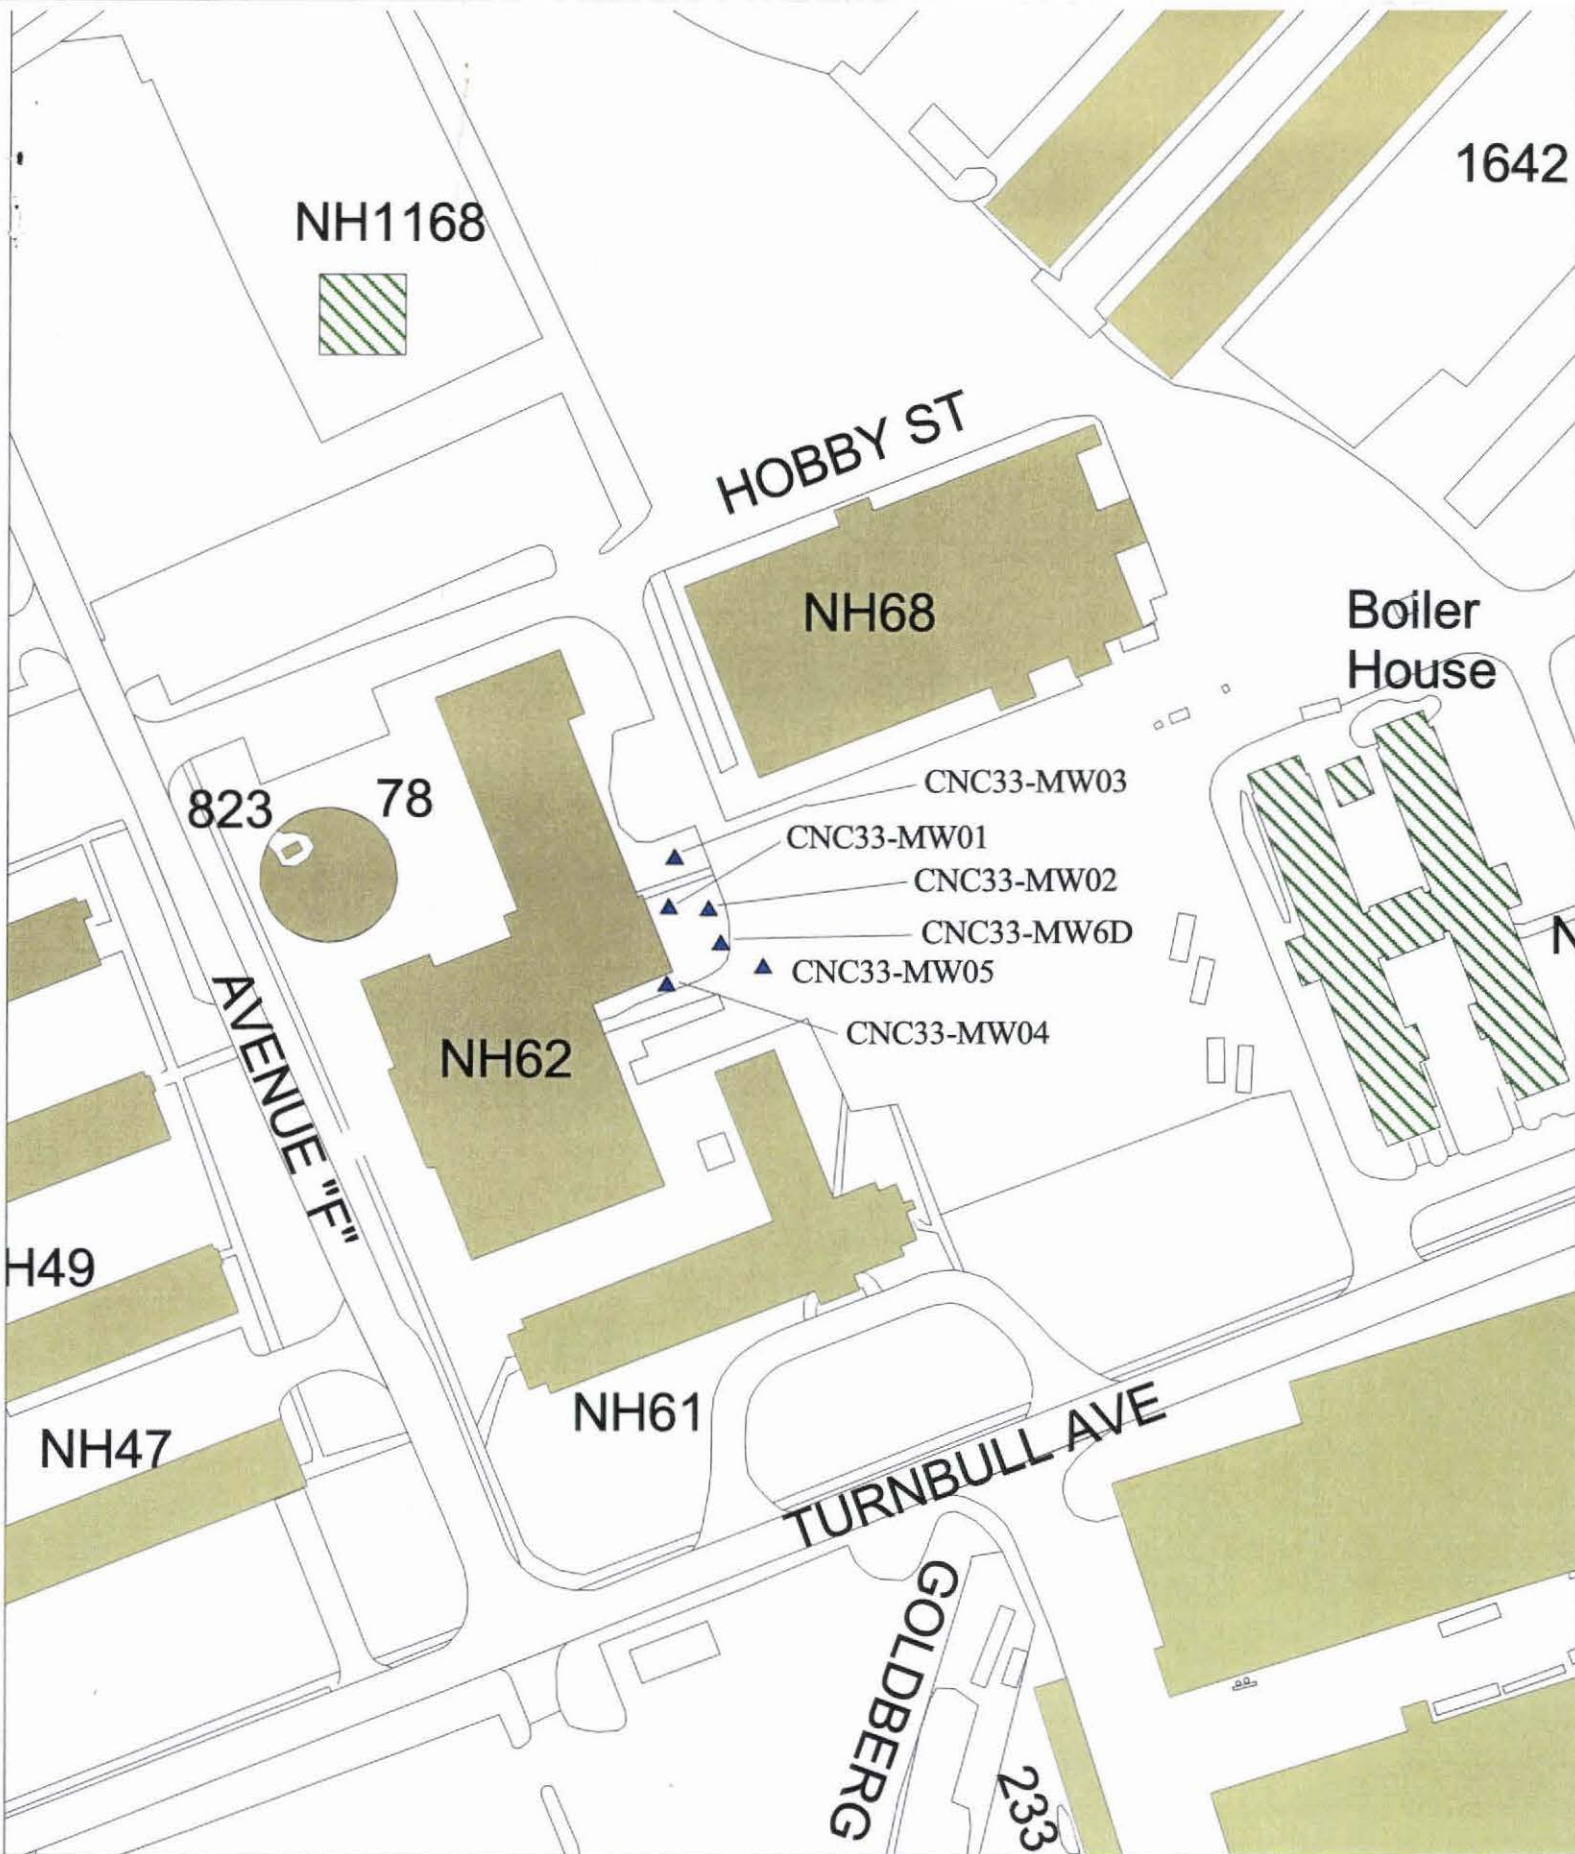 1642
NH1168
HOBBY ST
NH68
Boiler
House
CNC33-MW03
78
823
CNC33-MW01
CNC33-MW02
CNC33-MW6D
N
CNC33-MW05
CNC33-MW04
NH62
AVENUE "F"
H49
NH61
NH47
TURNBULL AVE
GOLDBERG
233